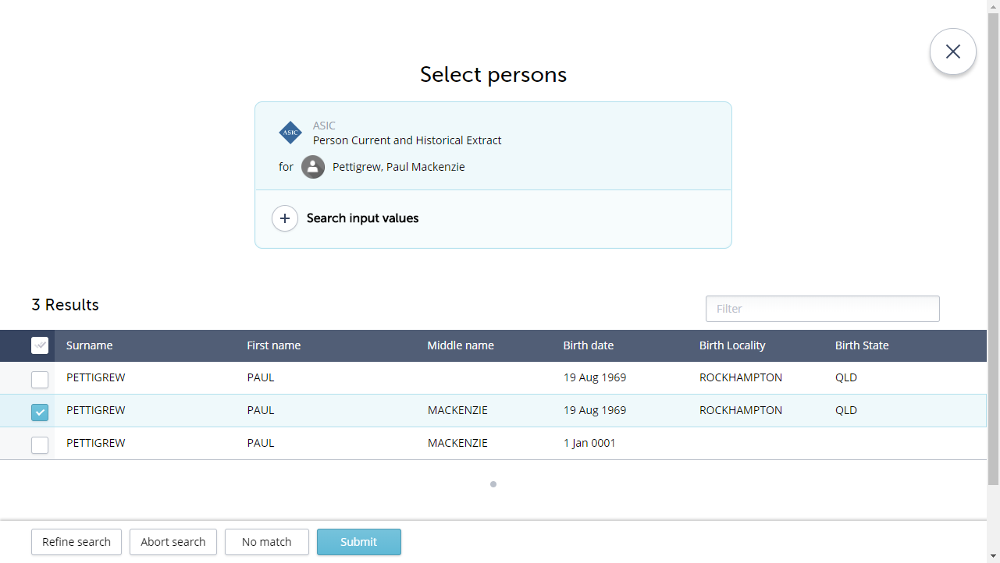 Select persons
ASIC
ASIC
Person Current and Historical Extract
for Pettigrew, Paul Mackenzie
Search input values
3 Results
Filter
Surname First name Middle name Birth date Birth Locality Birth State
PETTIGREW PAUL 19 Aug 1969 ROCKHAMPTON QLD
PETTIGREW PAUL MACKENZIE 19 Aug 1969 ROCKHAMPTON QLD
PETTIGREW PAUL MACKENZIE 1 Jan 0001
Refine search Abort search No match Submit